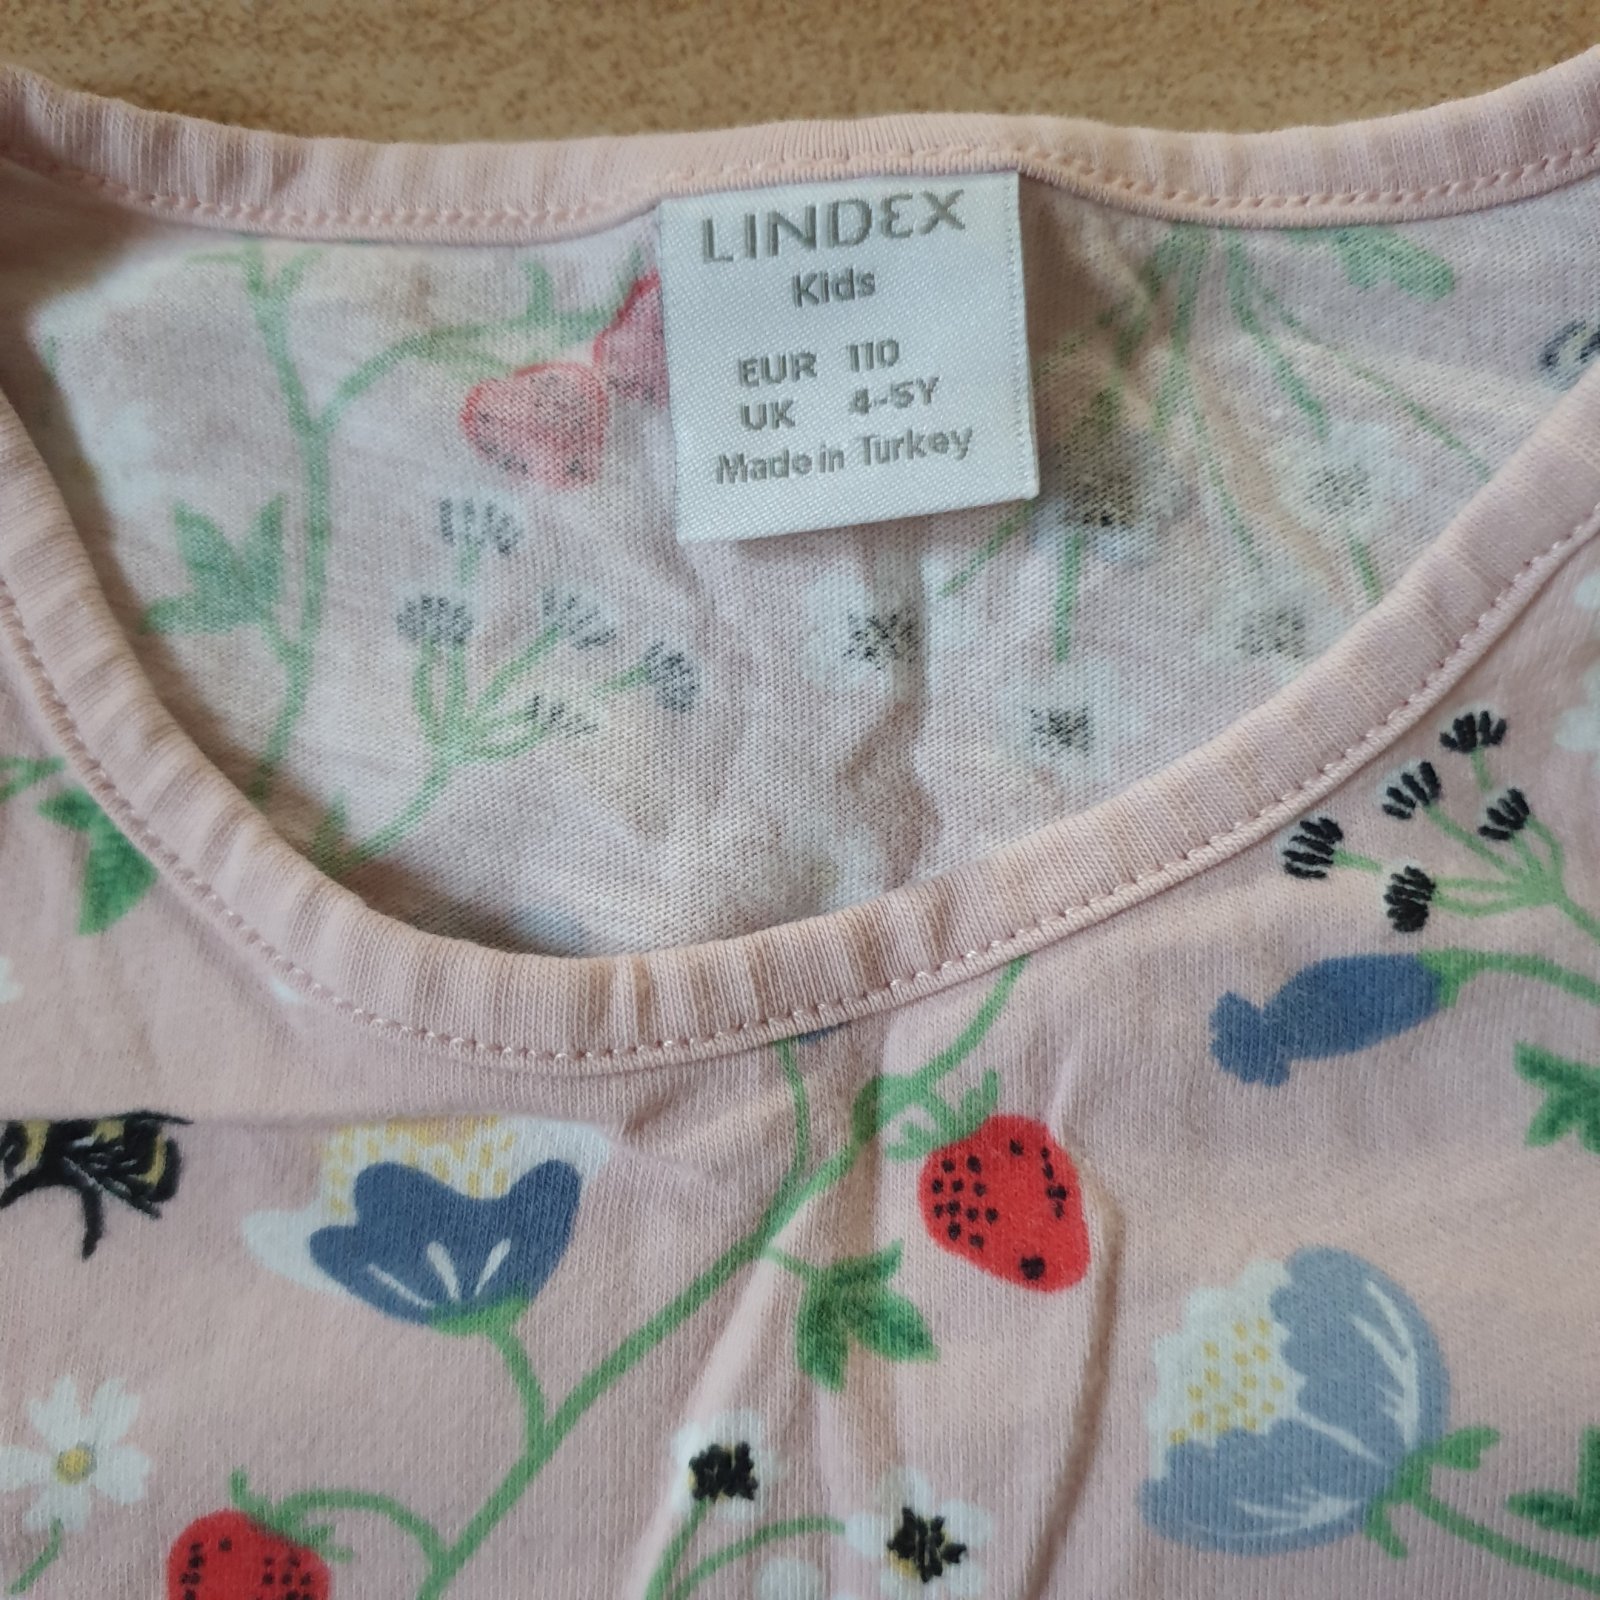 LINDEX
Kids
EUR 110
UK 4-5Y
Made in Turkey